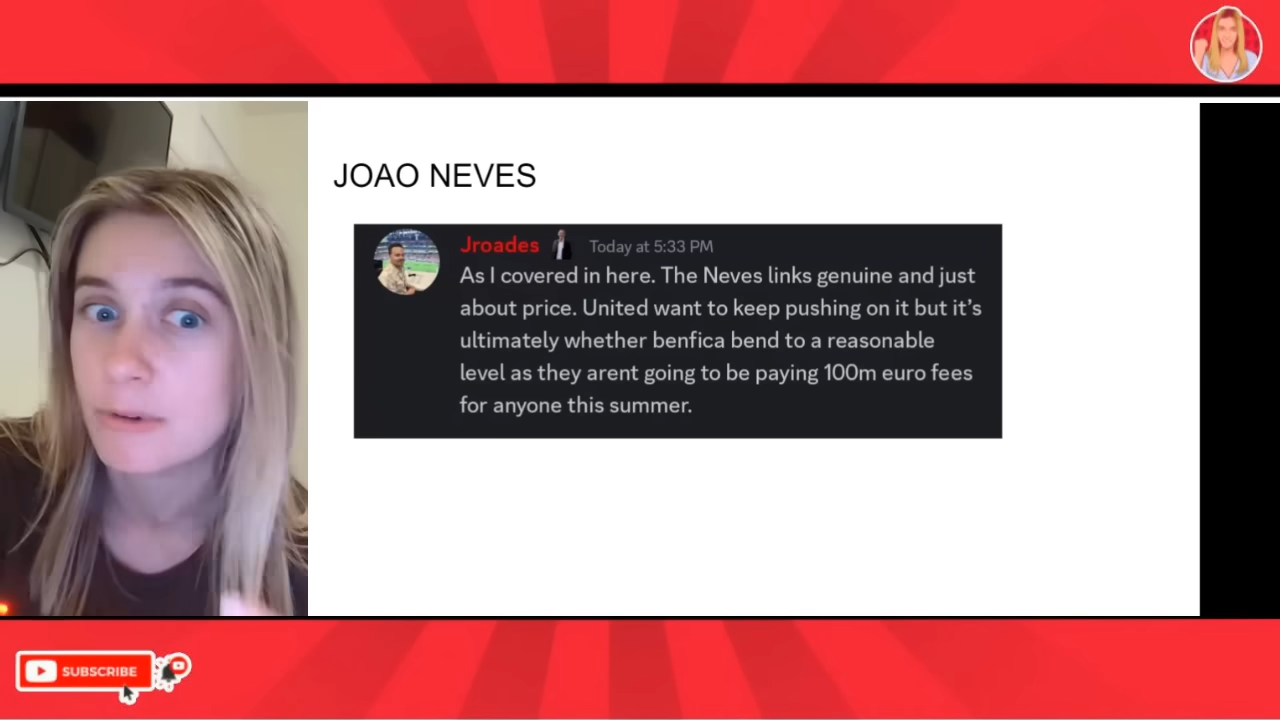 JOAO NEVES
Jroades Today at 5:33 PM
As I covered in here. The Neves links genuine and just
about price. United want to keep pushing on it but it’s
ultimately whether benfica bend to a reasonable
level as they arent going to be paying 100m euro fees
for anyone this summer.
SUBSCRIBE